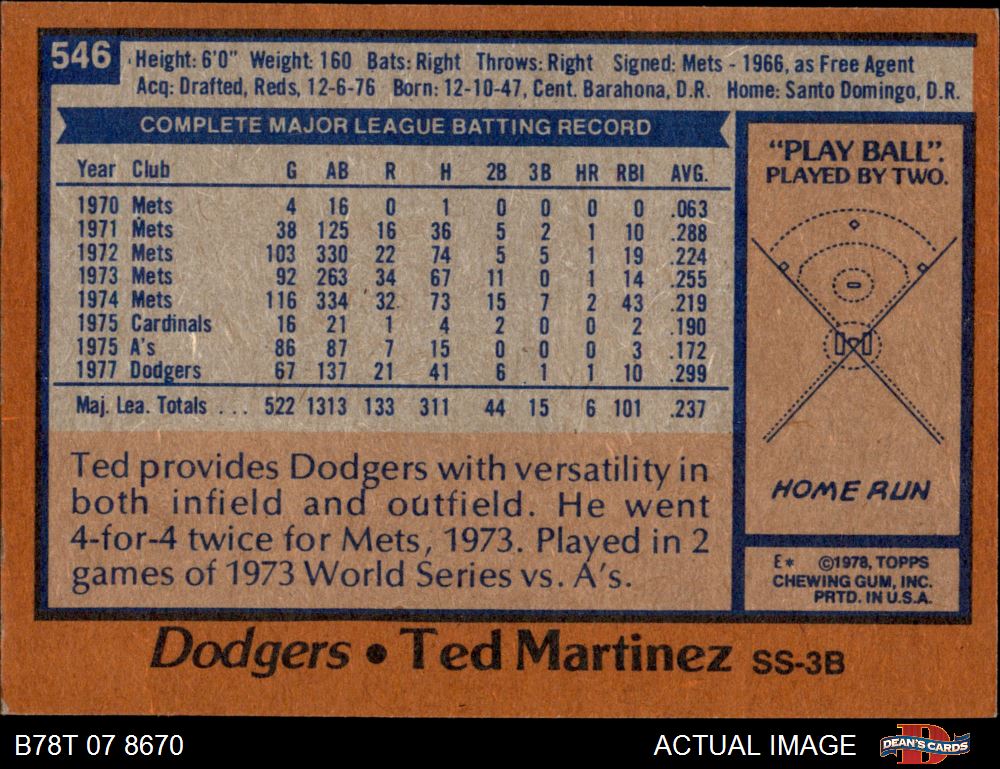 546
Height: 6'0" Weight: 160 Bats: Right Throws: Right Signed: Mets - 1966, as Free Agent
Acq: Drafted, Reds, 12-6-76 Born: 12-10-47, Cent. Barahona, D.R. Home: Santo Domingo, D.R.
COMPLETE MAJOR LEAGUE BATTING RECORD
Year Club G AB R H 2B 3B HR RBI AVG.
1970 Mets 4 16 0 1 0 0 0 0 .063
1971 Mets 38 125 16 36 5 2 1 10 .288
1972 Mets 103 330 22 74 5 5 1 19 .224
1973 Mets 92 263 34 67 11 0 1 14 .255
1974 Mets 116 334 32 73 15 7 2 43 .219
1975 Cardinals 16 21 1 4 2 0 0 2 .190
1975 A's 86 87 7 15 0 0 0 3 .172
1977 Dodgers 67 137 21 41 6 1 1 10 .299
Maj. Lea. Totals ... 522 1313 133 311 44 15 6 101 .237
Ted provides Dodgers with versatility in
both infield and outfield. He went
4-for-4 twice for Mets, 1973. Played in 2
games of 1973 World Series vs. A's.
"PLAY BALL".
PLAYED BY TWO.
HOME RUN
E* ©1978, TOPPS
CHEWING GUM, INC.
PRTD. IN U.S.A.
Dodgers • Ted Martinez SS-3B
B78T 07 8670
ACTUAL IMAGE
D
DEAN'S CARDS